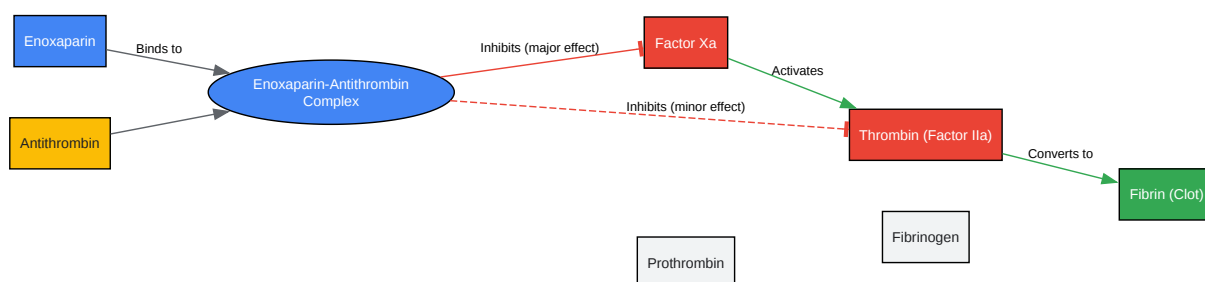 Enoxaparin
Binds to
Antithrombin
Enoxaparin-Antithrombin
Complex
Inhibits (major effect)
Factor Xa
Activates
Inhibits (minor effect)
Thrombin (Factor IIa)
Converts to
Fibrin (Clot)
Fibrinogen
Prothrombin